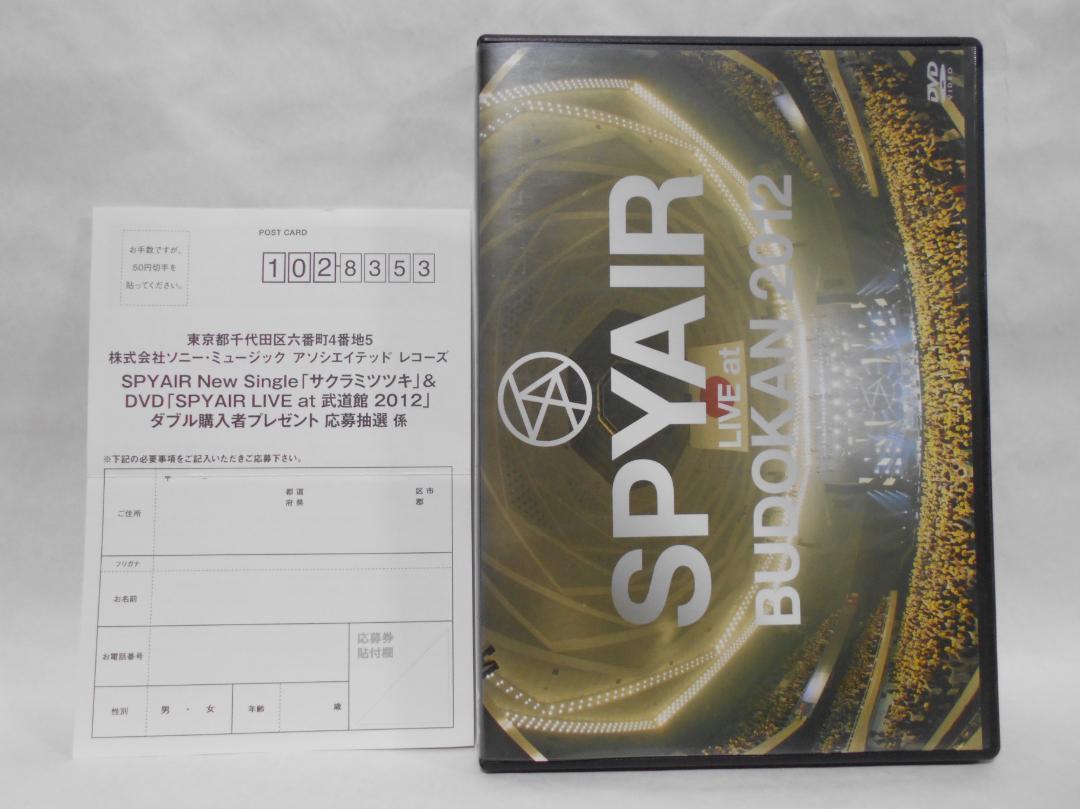 POST CARD
お手数ですが、
50円切手を
貼ってください。
102-8353
東京都千代田区六番町4番地5
株式会社ソニー・ミュージック アソシエイテッド レコーズ
SPYAIR New Single「サクラミツツキ」&
DVD「SPYAIR LIVE at 武道館 2012」
ダブル購入者プレゼント 応募抽選 係
※下記の必要事項をご記入いただきご応募下さい。
〒 －
都 道
府 県
区 市
郡
ご住所
フリガナ
お名前
お電話番号
応募券
貼付欄
性別
男 ・ 女
年齢
歳
SPYAIR
LIVE at
BUDOKAN 2012
DVD
VIDEO